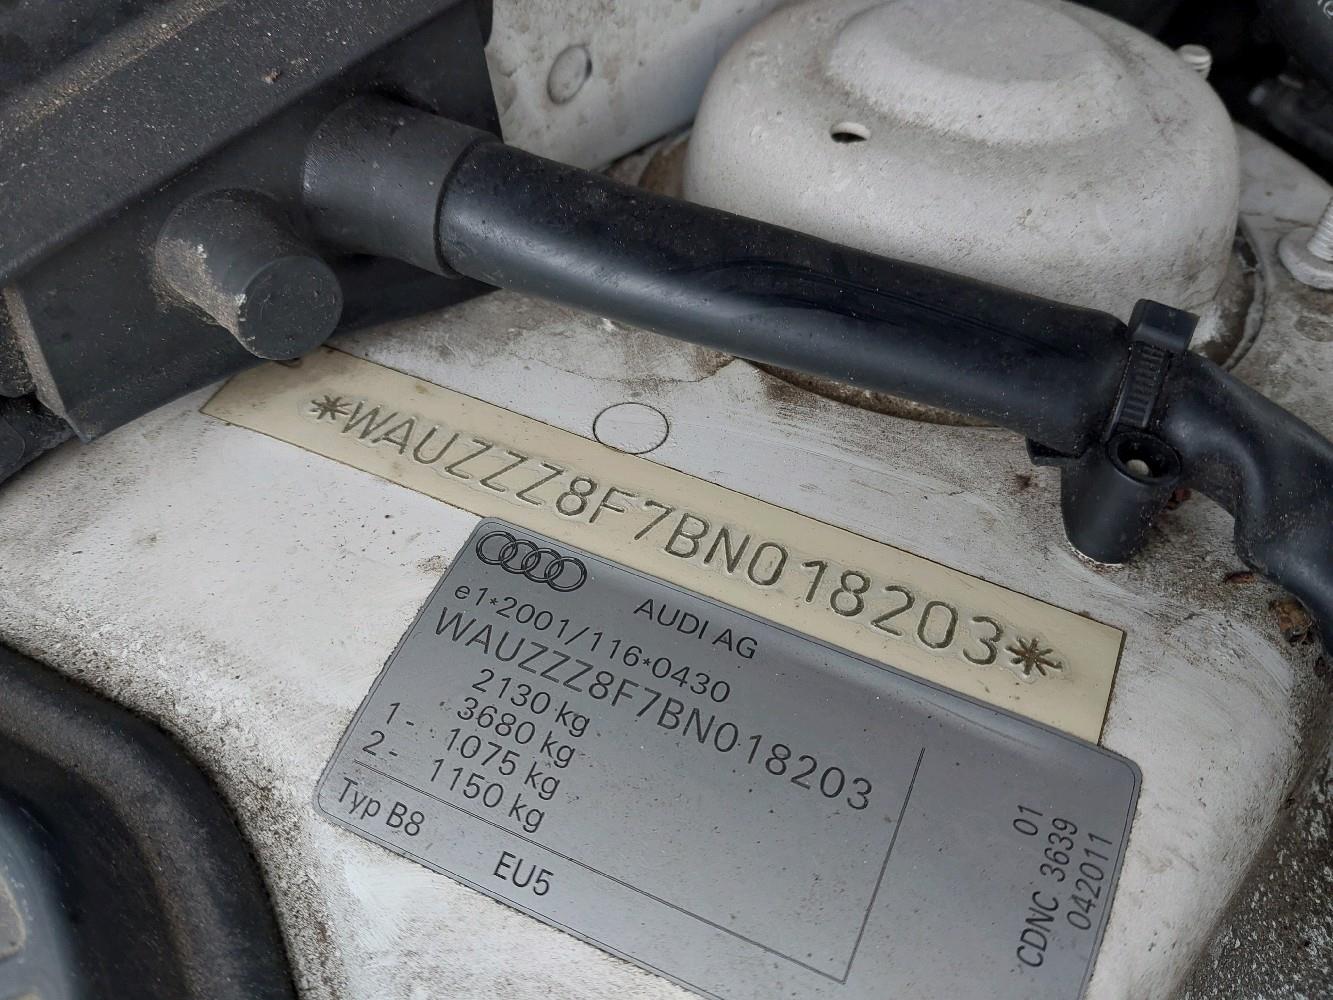 *WAUZZZ8F7BN018203*
AUDI AG
e1*2001/116*0430
WAUZZZ8F7BN018203
2130 kg
3680 kg
1- 1075 kg
2- 1150 kg
Typ B8
EU5
01
CDNC 3639
042011